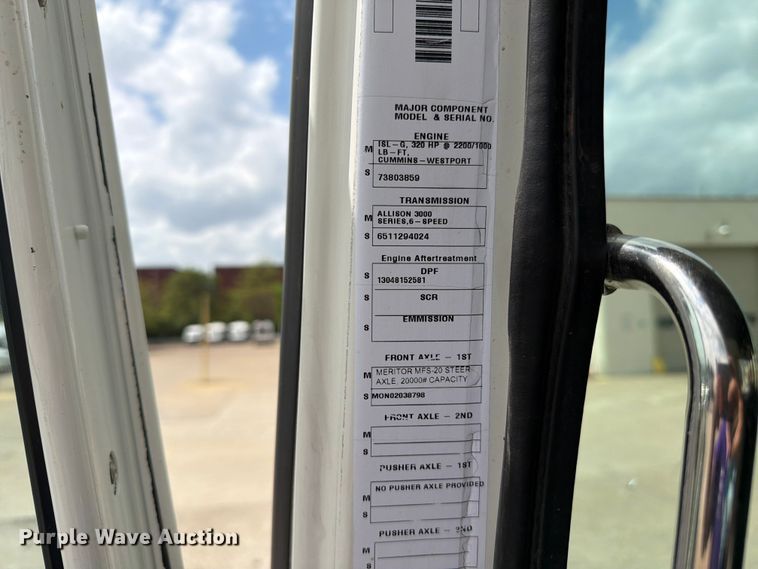 MAJOR COMPONENT
MODEL & SERIAL NO.
ENGINE
M ISL-G, 320 HP @ 2200/1000
LB-FT,
CUMMINS-WESTPORT
S 73803859
TRANSMISSION
M ALLISON 3000
SERIES,6-SPEED
S 6511294024
Engine Aftertreatment
S DPF
13048152581
S SCR
S EMMISSION
FRONT AXLE - 1ST
M MERITOR MFS-20 STEER
AXLE, 20000# CAPACITY
S MON02038798
FRONT AXLE - 2ND
M
S
PUSHER AXLE - 1ST
M NO PUSHER AXLE PROVIDED
S
PUSHER AXLE - 2ND
M
S
Purple Wave Auction